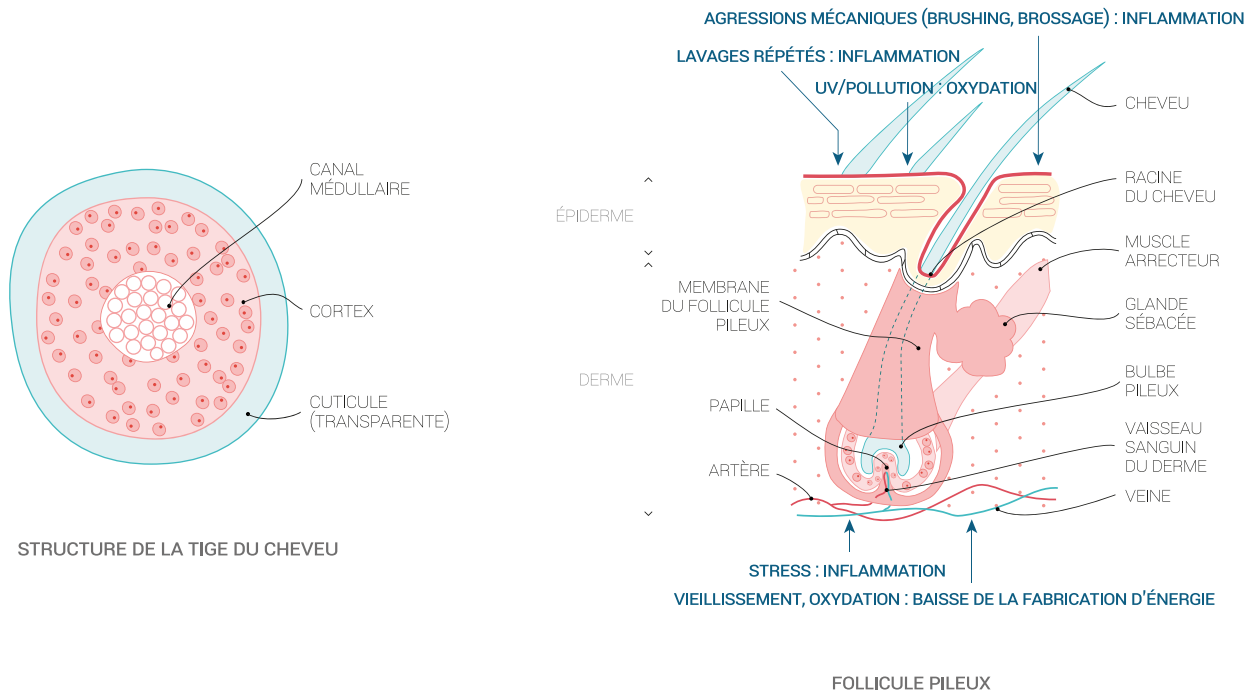 AGRESSIONS MÉCANIQUES (BRUSHING, BROSSAGE) : INFLAMMATION
LAVAGES RÉPÉTÉS : INFLAMMATION
UV/POLLUTION : OXYDATION
CANAL
MÉDULLAIRE
CORTEX
CUTICULE
(TRANSPARENTE)
STRUCTURE DE LA TIGE DU CHEVEU
ÉPIDERME
DERME
MEMBRANE
DU FOLLICULE
PILEUX
PAPILLE
ARTÈRE
CHEVEU
RACINE
DU CHEVEU
MUSCLE
ARRECTEUR
GLANDE
SÉBACÉE
BULBE
PILEUX
VAISSEAU
SANGUIN
DU DERME
VEINE
STRESS : INFLAMMATION
VIEILLISSEMENT, OXYDATION : BAISSE DE LA FABRICATION D'ÉNERGIE
FOLLICULE PILEUX